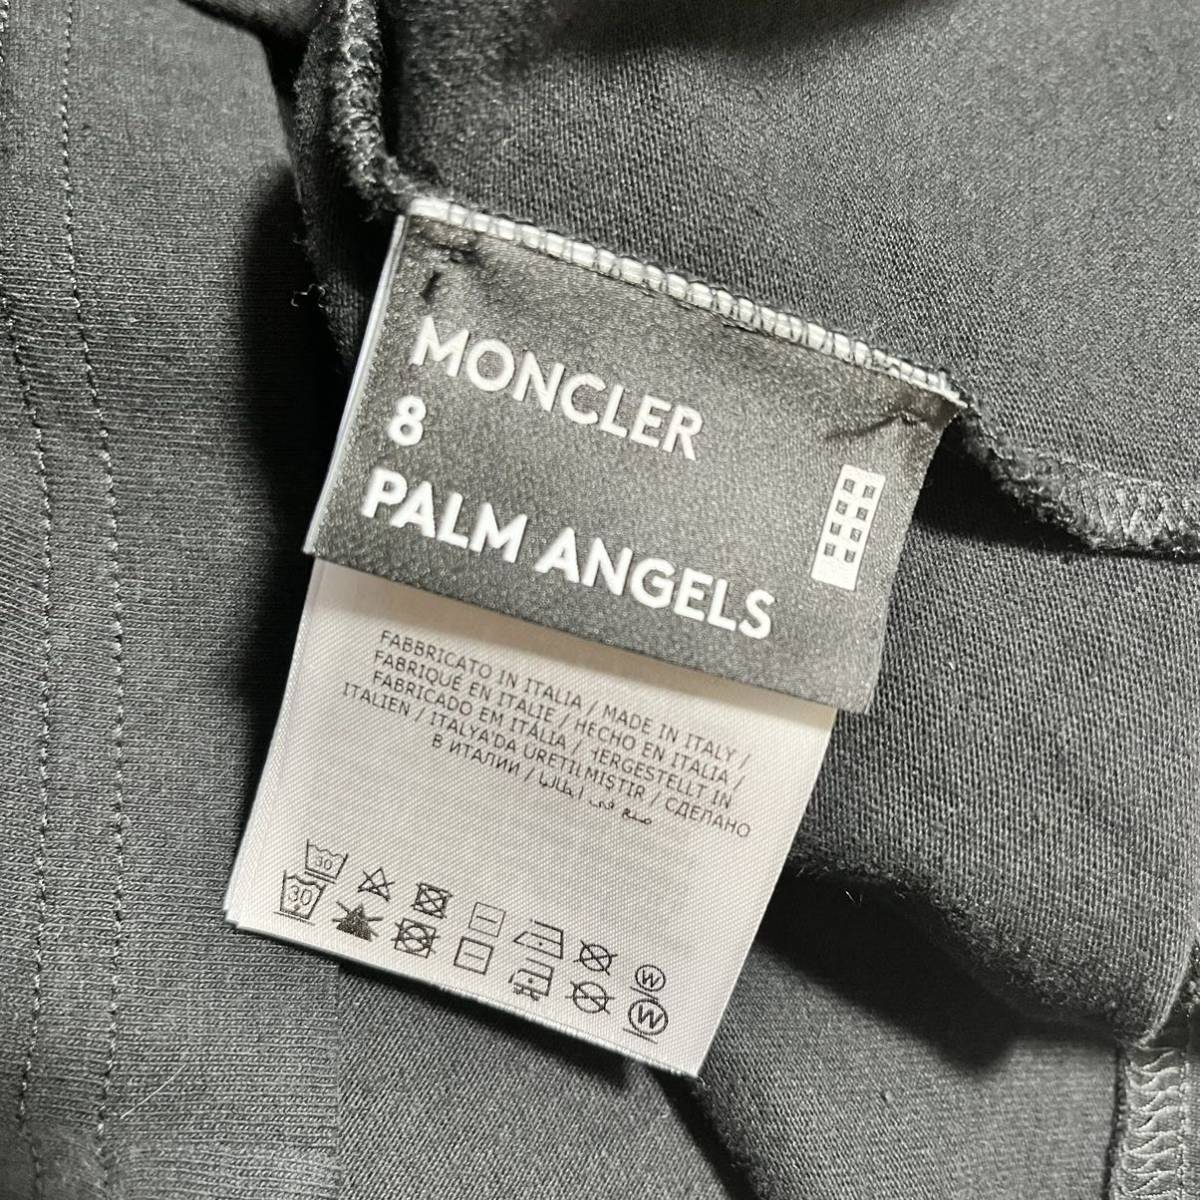 MONCLER
8
PALM ANGELS
FABBRICATO IN ITALIA / MADE IN ITALY /
FABRIQUÉ EN ITALIE / HECHO EN ITALIA /
FABRICADO EM ITÁLIA / HERGESTELLT IN
ITALIEN / ITALYA'DA ÜRETILMIŞTIR / СДЕЛАНО
В ИТАЛИИ / صنع في إيطاليا
30
30
W
W